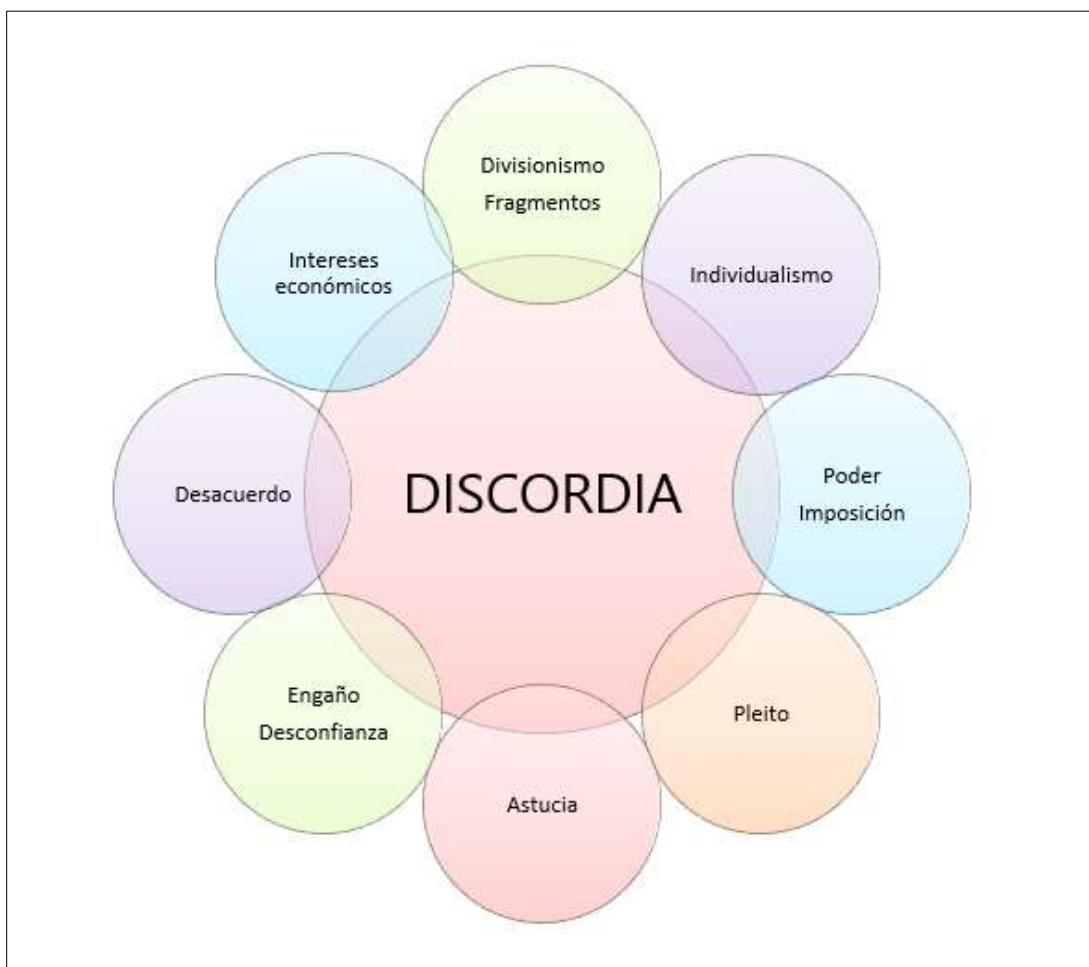 Divisionismo
Fragmentos
Individualismo
Poder
Imposición
Pleito
Astucia
Engaño
Desconfianza
Desacuerdo
Intereses
económicos
DISCORDIA